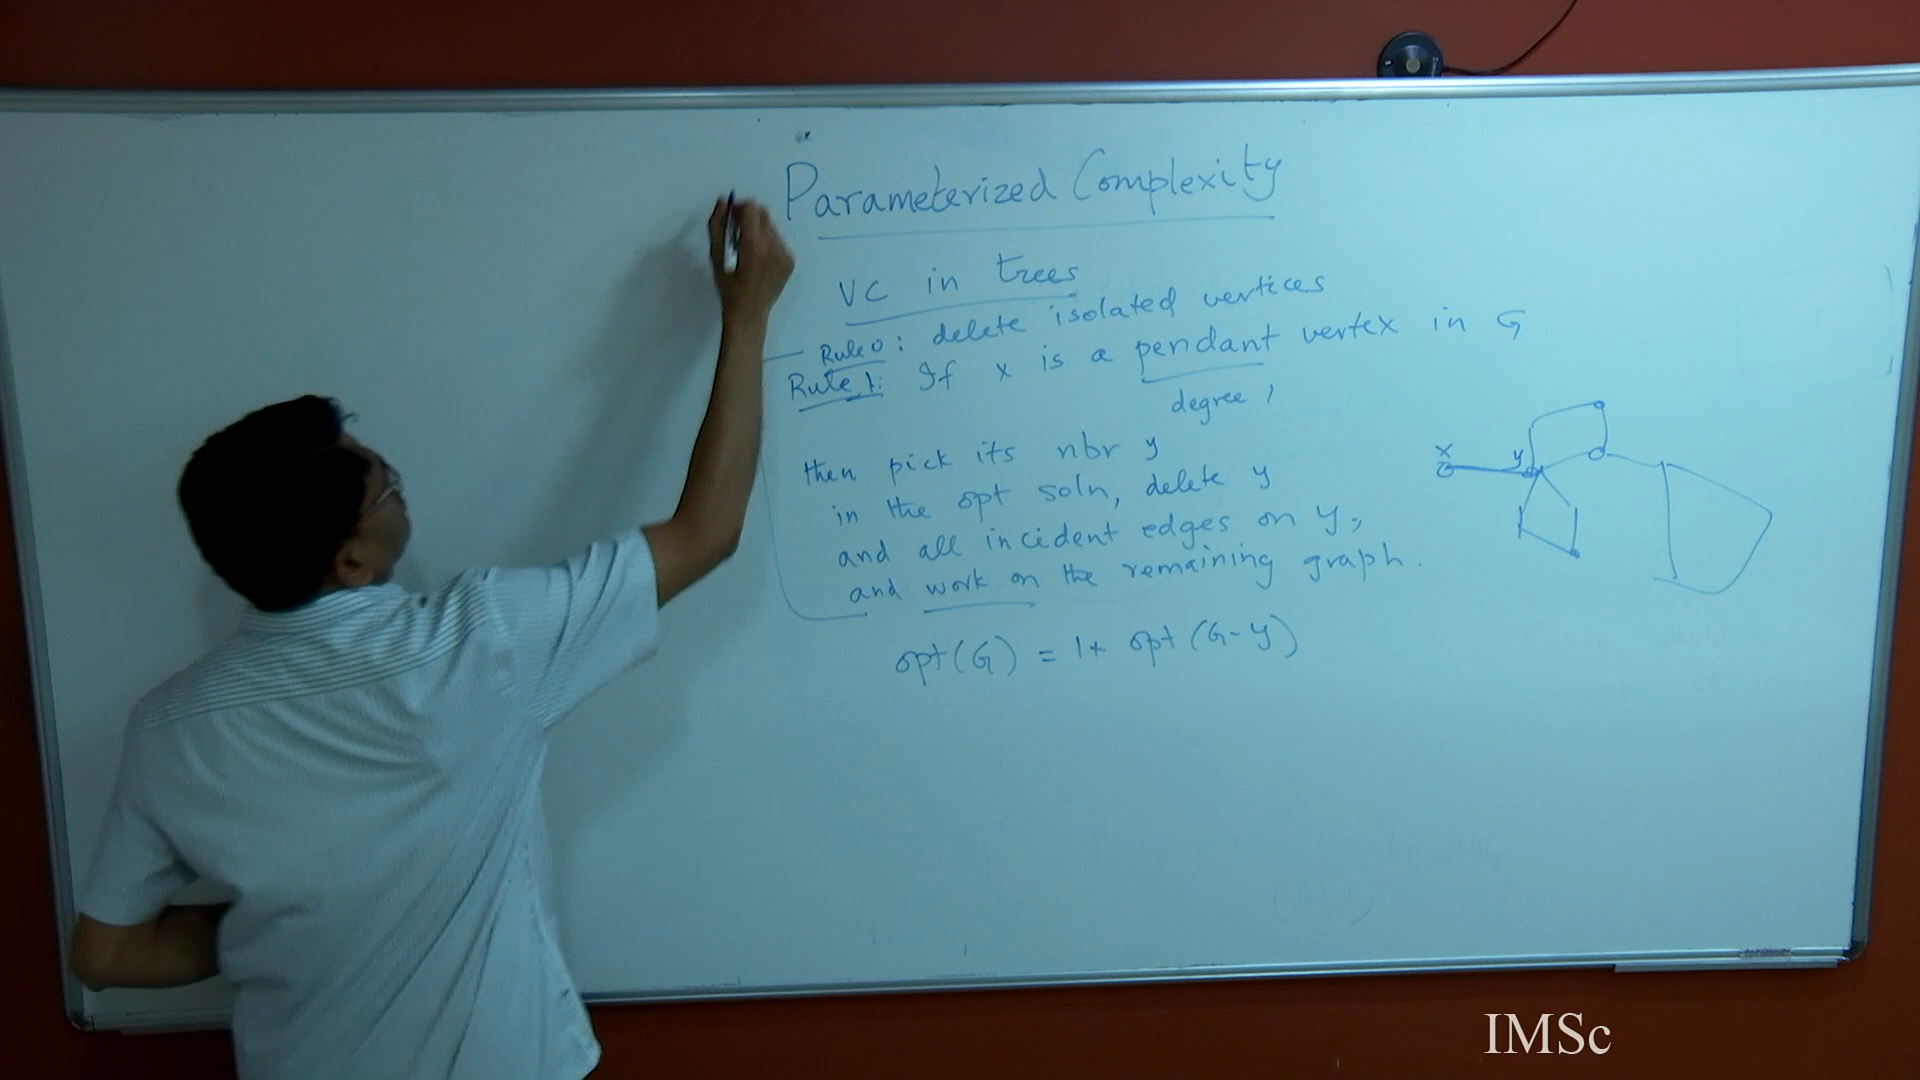 Parameterized Complexity
VC in trees
Rule 0: delete isolated vertices
Rule 1: If x is a pendant vertex in G
degree 1
then pick its nbr y
in the opt soln, delete y
and all incident edges on y,
and work on the remaining graph.
opt(G) = 1+ opt(G-y)
x
y
IMSc